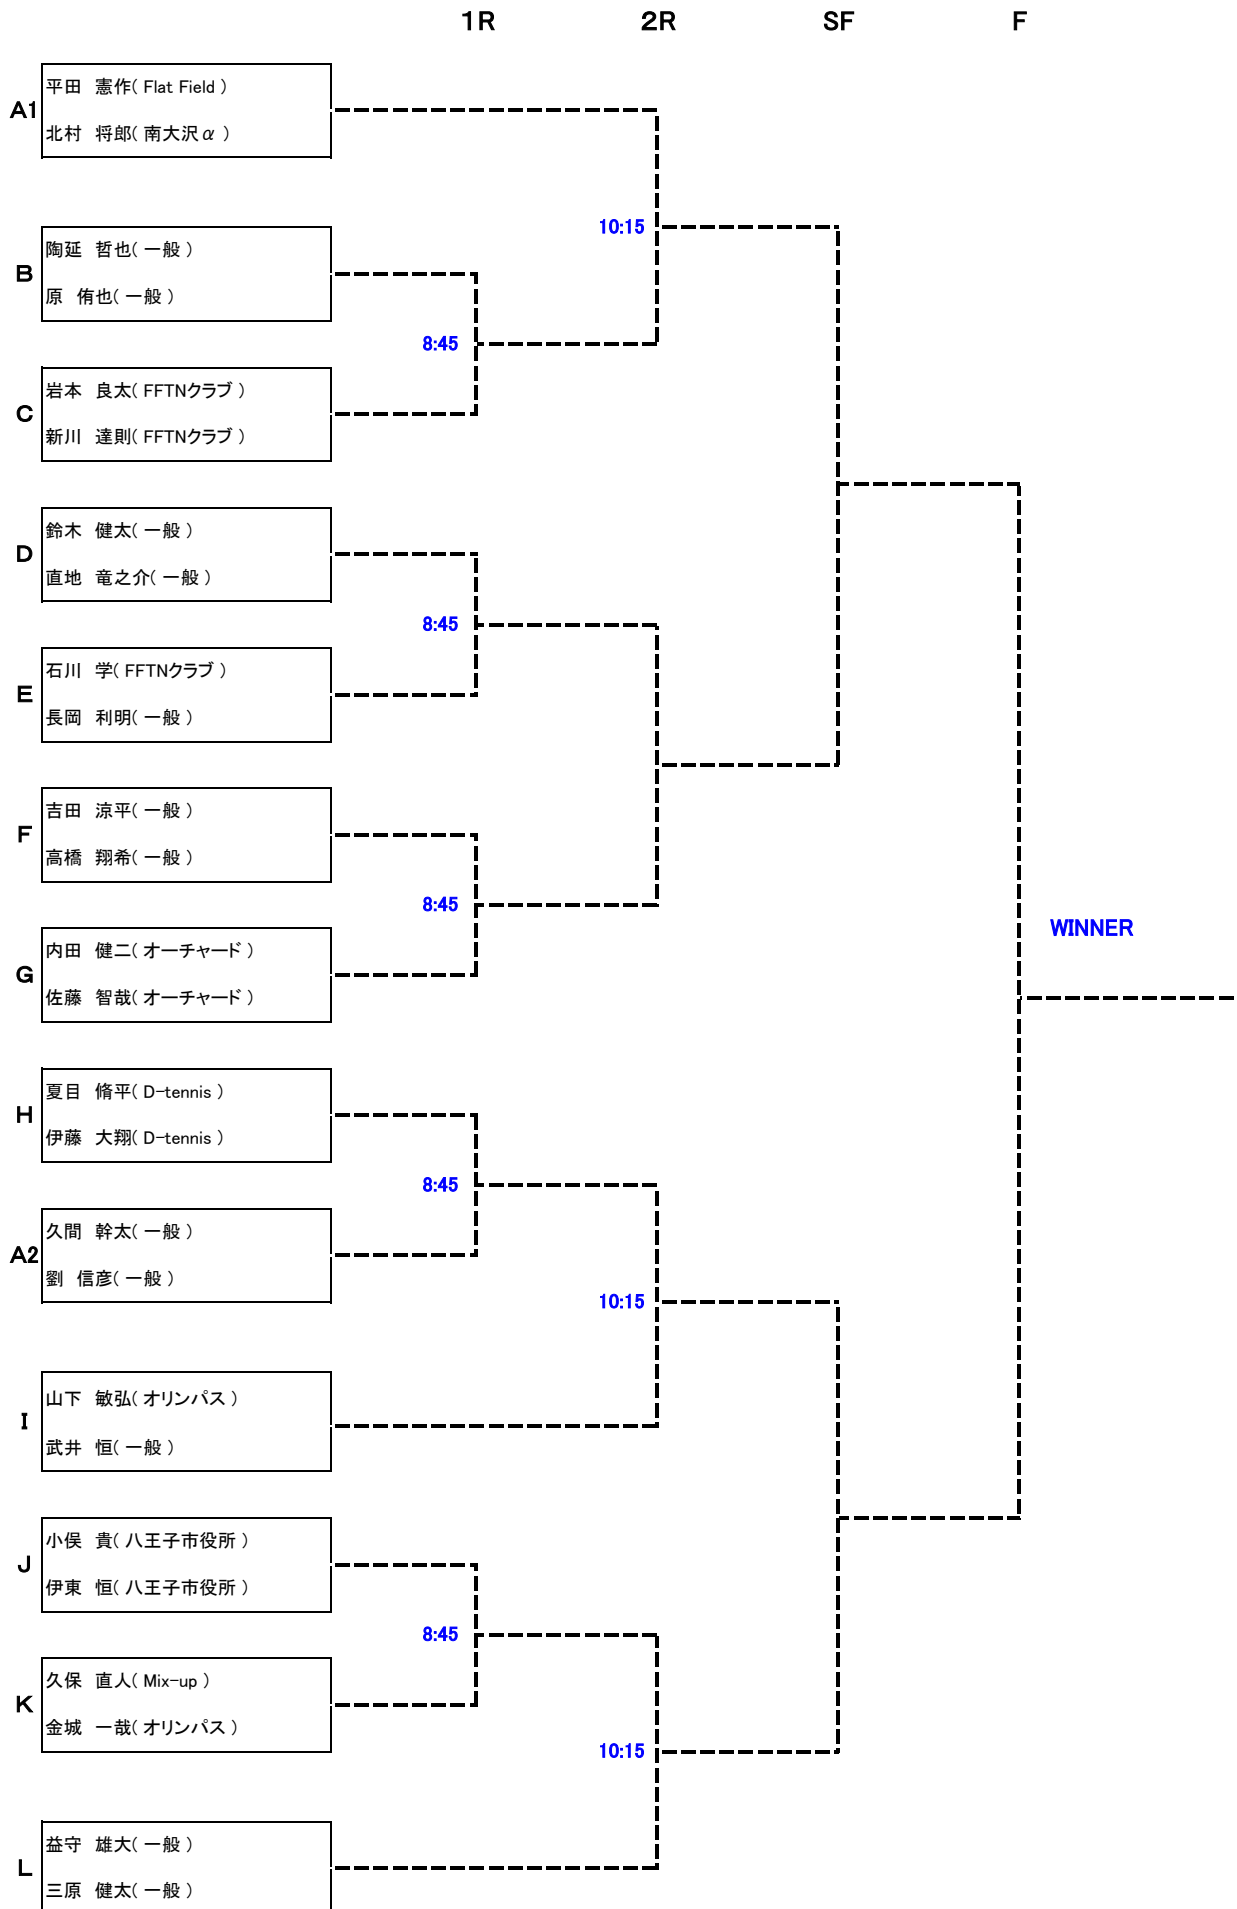 1R 2R SF F
A1
平田 憲作( Flat Field )
北村 将郎( 南大沢α )
10:15
B
陶延 哲也( 一般 )
原 侑也( 一般 )
8:45
C
岩本 良太( FFTNクラブ )
新川 達則( FFTNクラブ )
D
鈴木 健太( 一般 )
直地 竜之介( 一般 )
8:45
E
石川 学( FFTNクラブ )
長岡 利明( 一般 )
F
吉田 涼平( 一般 )
高橋 翔希( 一般 )
8:45
WINNER
G
内田 健二( オーチャード )
佐藤 智哉( オーチャード )
H
夏目 脩平( D-tennis )
伊藤 大翔( D-tennis )
8:45
A2
久間 幹太( 一般 )
劉 信彦( 一般 )
10:15
I
山下 敏弘( オリンパス )
武井 恒( 一般 )
J
小俣 貴( 八王子市役所 )
伊東 恒( 八王子市役所 )
8:45
K
久保 直人( Mix-up )
金城 一哉( オリンパス )
10:15
L
益守 雄大( 一般 )
三原 健太( 一般 )